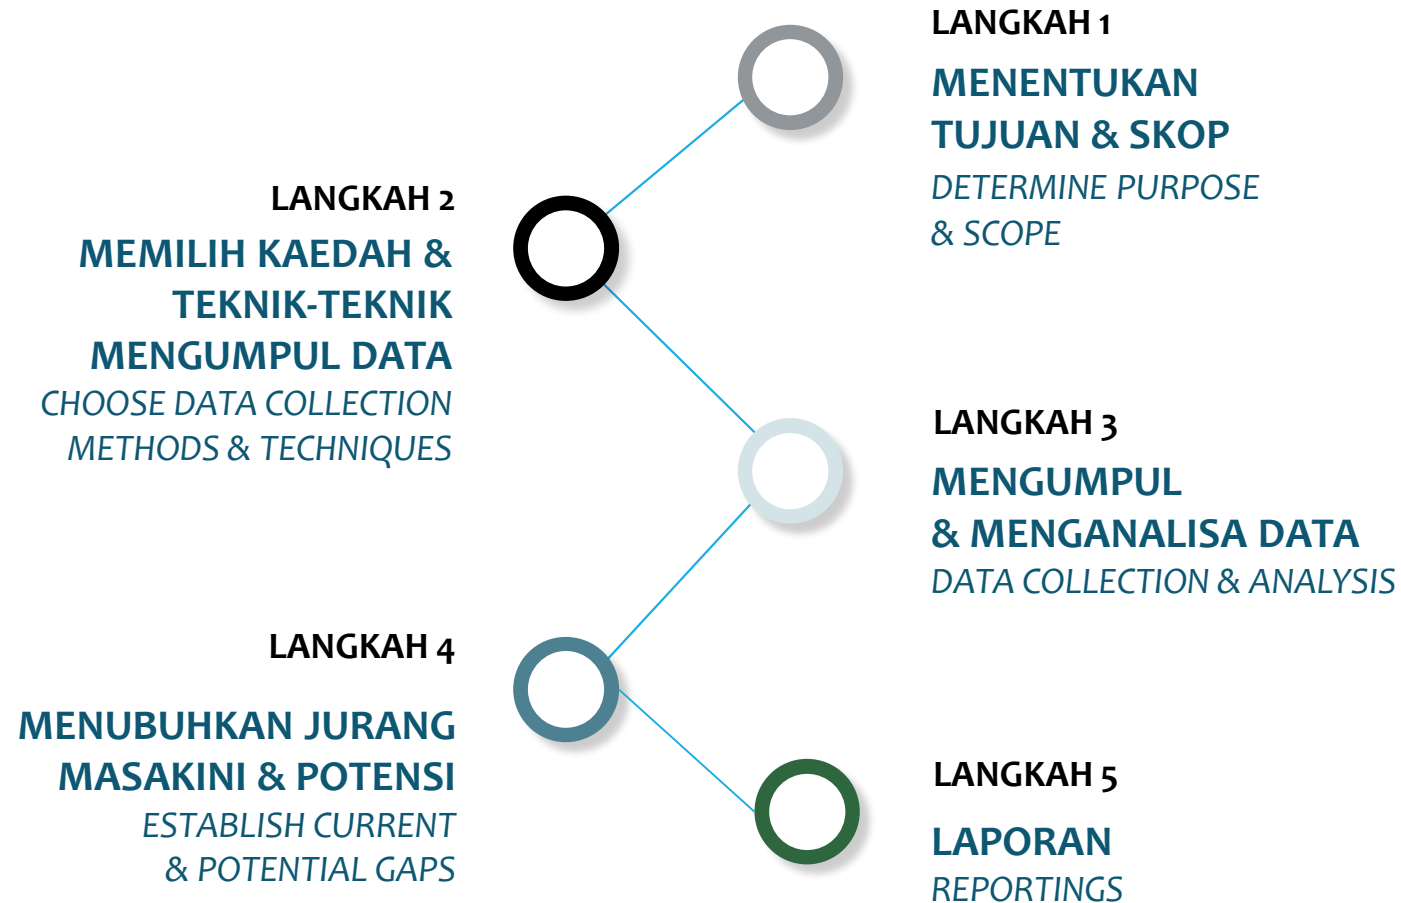 LANGKAH 1
MENENTUKAN
TUJUAN & SKOP
DETERMINE PURPOSE
& SCOPE
LANGKAH 2
MEMILIH KAEDAH &
TEKNIK-TEKNIK
MENGUMPUL DATA
CHOOSE DATA COLLECTION
METHODS & TECHNIQUES
LANGKAH 3
MENGUMPUL
& MENGANALISA DATA
DATA COLLECTION & ANALYSIS
LANGKAH 4
MENUBUHKAN JURANG
MASAKINI & POTENSI
ESTABLISH CURRENT
& POTENTIAL GAPS
LANGKAH 5
LAPORAN
REPORTINGS